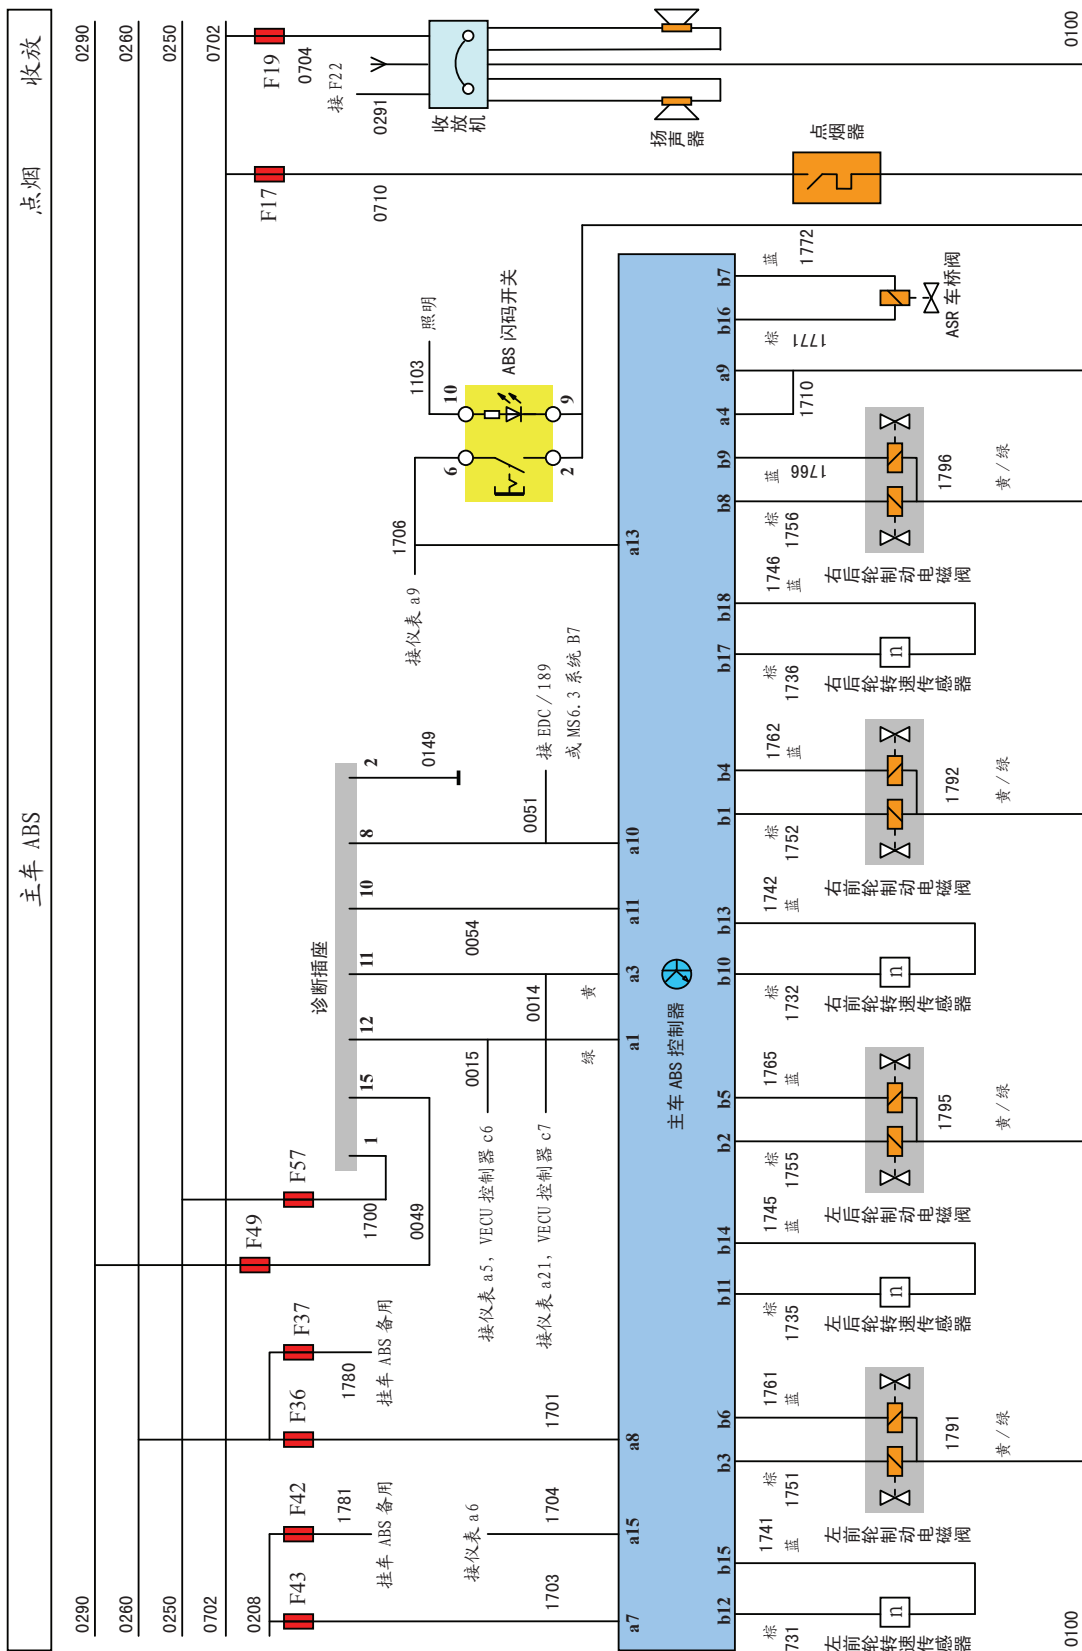 主车 ABS
点烟
收放
0290
0290
0260
0260
0250
0250
0702
0702
0208
F43
F42
F36
F37
F49
F57
F17
F19
0704
接 F22
0291
收放机
扬声器
0710
点烟器
1781
挂车 ABS 备用
1780
挂车 ABS 备用
1700
0049
诊断插座
1
15
12
11
10
8
2
0149
1703
接仪表 a6
1704
1701
接仪表 a5, VECU 控制器 c6
0015
接仪表 a21, VECU 控制器 c7
0014
0054
0051
接 EDC/189
或 MS6.3 系统 B7
接仪表 a9
1706
1103
照明
6
10
2
9
ABS 闪码开关
绿
黄
a7
a15
a8
a1
a3
a11
a10
a13
主车 ABS 控制器
b12
b15
b3
b6
b11
b14
b2
b5
b10
b13
b1
b4
b17
b18
b8
b9
a4
a9
b16
b7
棕
731
1741
蓝
n
左前轮转速传感器
棕
1751
1761
蓝
左前轮制动电磁阀
1791
黄/绿
棕
1735
1745
蓝
n
左后轮转速传感器
棕
1755
1765
蓝
左后轮制动电磁阀
1795
黄/绿
棕
1732
1742
蓝
n
右前轮转速传感器
棕
1752
1762
蓝
右前轮制动电磁阀
1792
黄/绿
棕
1736
1746
蓝
n
右后轮转速传感器
棕
1756
蓝
1766
右后轮制动电磁阀
1796
黄/绿
1710
棕
1771
蓝
1772
ASR 车桥阀
0100
0100